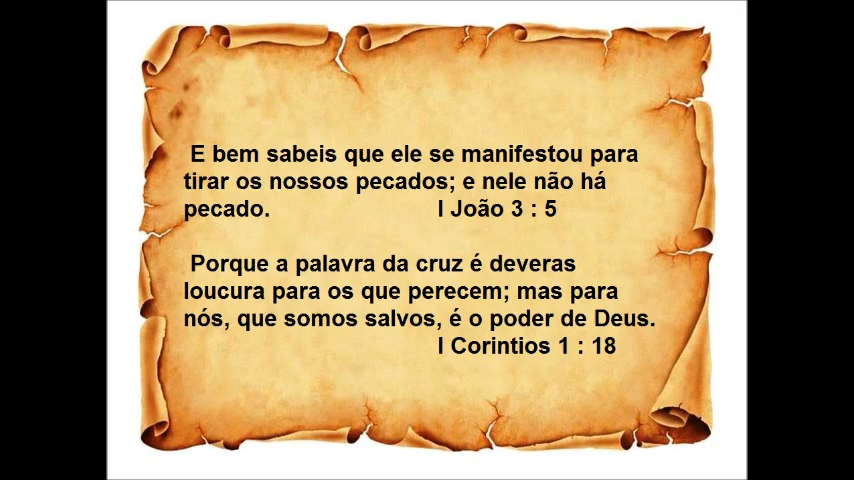 E bem sabeis que ele se manifestou para
tirar os nossos pecados; e nele não há
pecado. I João 3 : 5
Porque a palavra da cruz é deveras
loucura para os que perecem; mas para
nós, que somos salvos, é o poder de Deus.
I Corintios 1 : 18